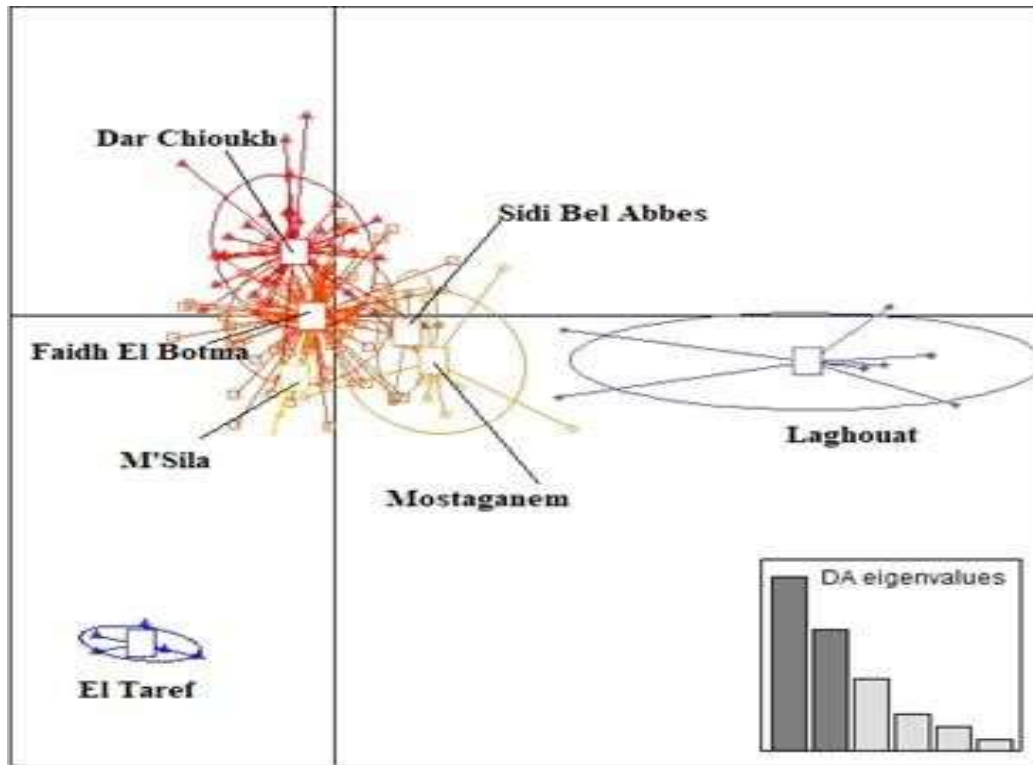 Dar Chioukh
Sidi Bel Abbes
Faidh El Botma
M'Sila
Laghouat
Mostaganem
DA eigenvalues
El Taref